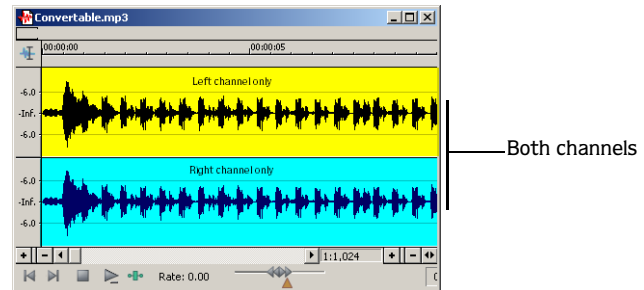 Convertable.mp3
00:00:00 00:00:05
Left channel only
-6.0
-Inf.
-6.0
Both channels
Right channel only
-6.0
-Inf.
-6.0
1:1,024
Rate: 0.00